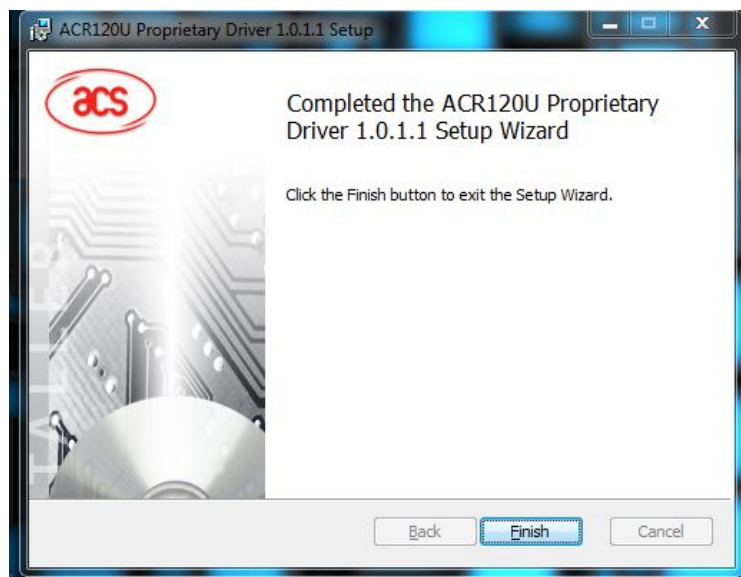 ACR120U Proprietary Driver 1.0.1.1 Setup
acs
Completed the ACR120U Proprietary
Driver 1.0.1.1 Setup Wizard
Click the Finish button to exit the Setup Wizard.
TALLER
Back
Finish
Cancel